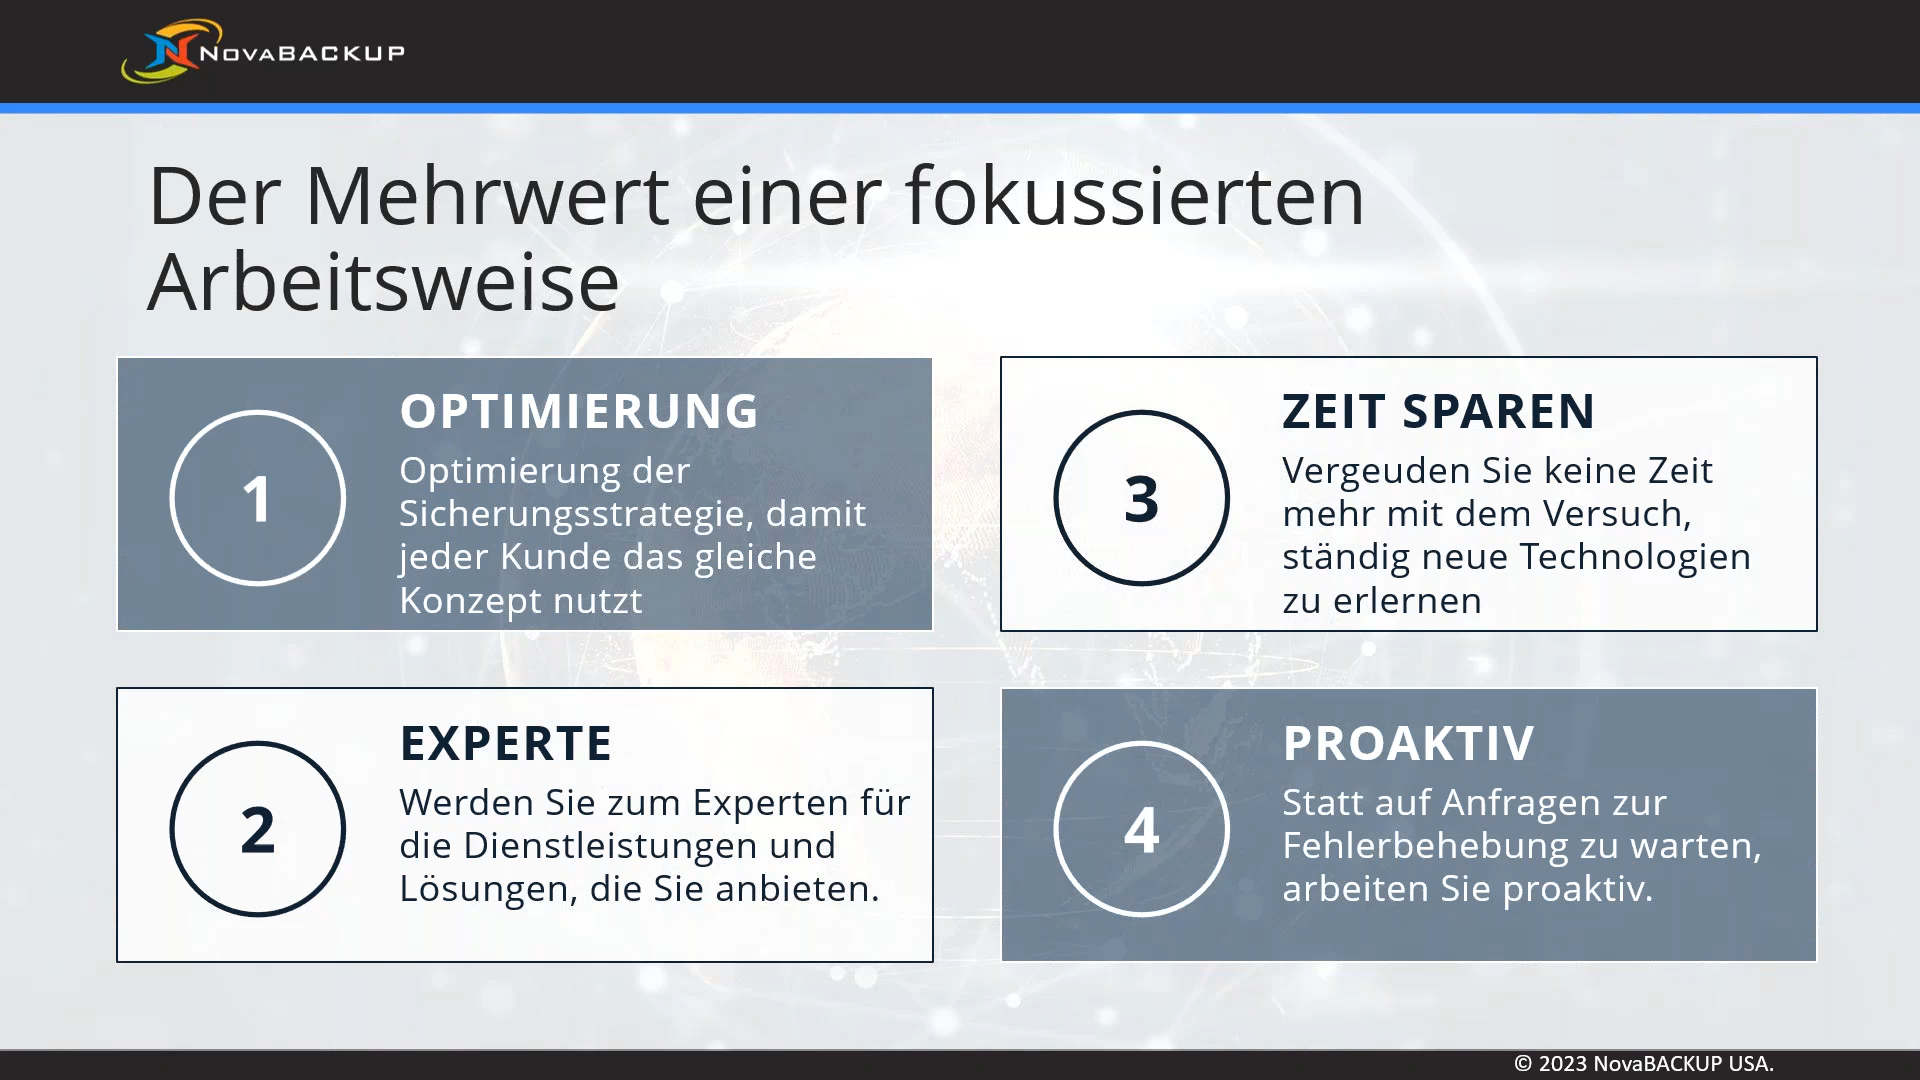 NovaBACKUP
Der Mehrwert einer fokussierten
Arbeitsweise
1
OPTIMIERUNG
Optimierung der
Sicherungsstrategie, damit
jeder Kunde das gleiche
Konzept nutzt
2
EXPERTE
Werden Sie zum Experten für
die Dienstleistungen und
Lösungen, die Sie anbieten.
3
ZEIT SPAREN
Vergeuden Sie keine Zeit
mehr mit dem Versuch,
ständig neue Technologien
zu erlernen
4
PROAKTIV
Statt auf Anfragen zur
Fehlerbehebung zu warten,
arbeiten Sie proaktiv.
© 2023 NovaBACKUP USA.